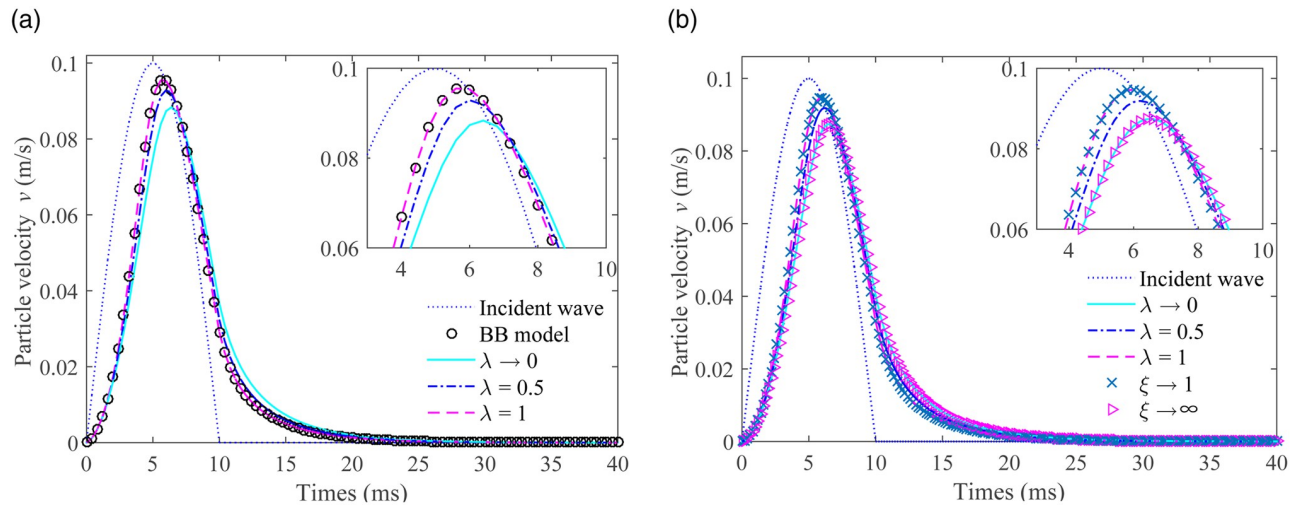 (a)
0.1
0.08
0.06
0.04
0.02
0
Particle velocity v (m/s)
0 5 10 15 20 25 30 35 40
Times (ms)
0.1
0.08
0.06
4 6 8 10
Incident wave
BB model
λ → 0
λ = 0.5
λ = 1
(b)
0.1
0.08
0.06
0.04
0.02
0
Particle velocity v (m/s)
0 5 10 15 20 25 30 35 40
Times (ms)
0.1
0.08
0.06
4 6 8 10
Incident wave
λ → 0
λ = 0.5
λ = 1
ξ → 1
ξ → ∞